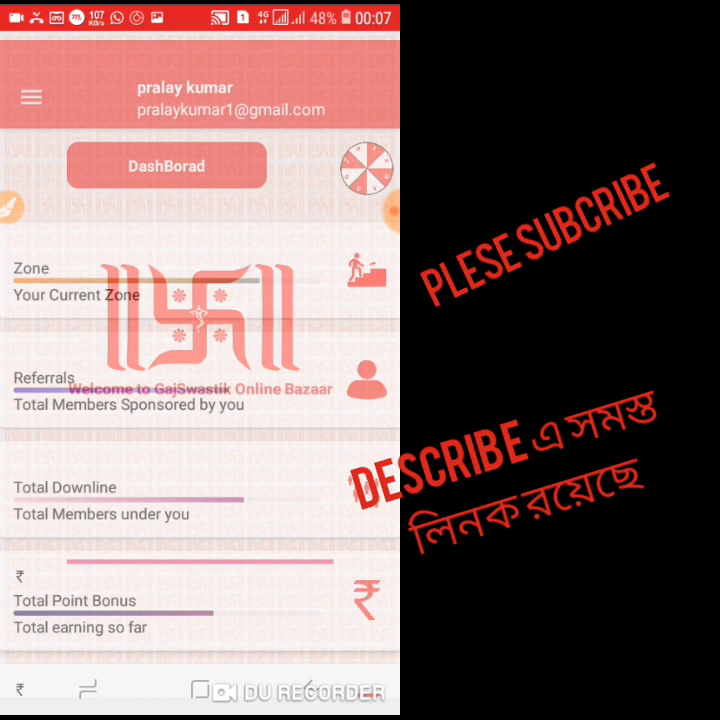 107
KB/s
1
4G
48%
00:07
pralay kumar
pralaykumar1@gmail.com
DashBorad
Zone
Your Current Zone
Referrals
Welcome to GajSwastik Online Bazaar
Total Members Sponsored by you
Total Downline
Total Members under you
₹
Total Point Bonus
Total earning so far
₹
₹
DU RECORDER
PLESE SUBCRIBE
DESCRIBE এ সমস্ত
লিনক রয়েছে